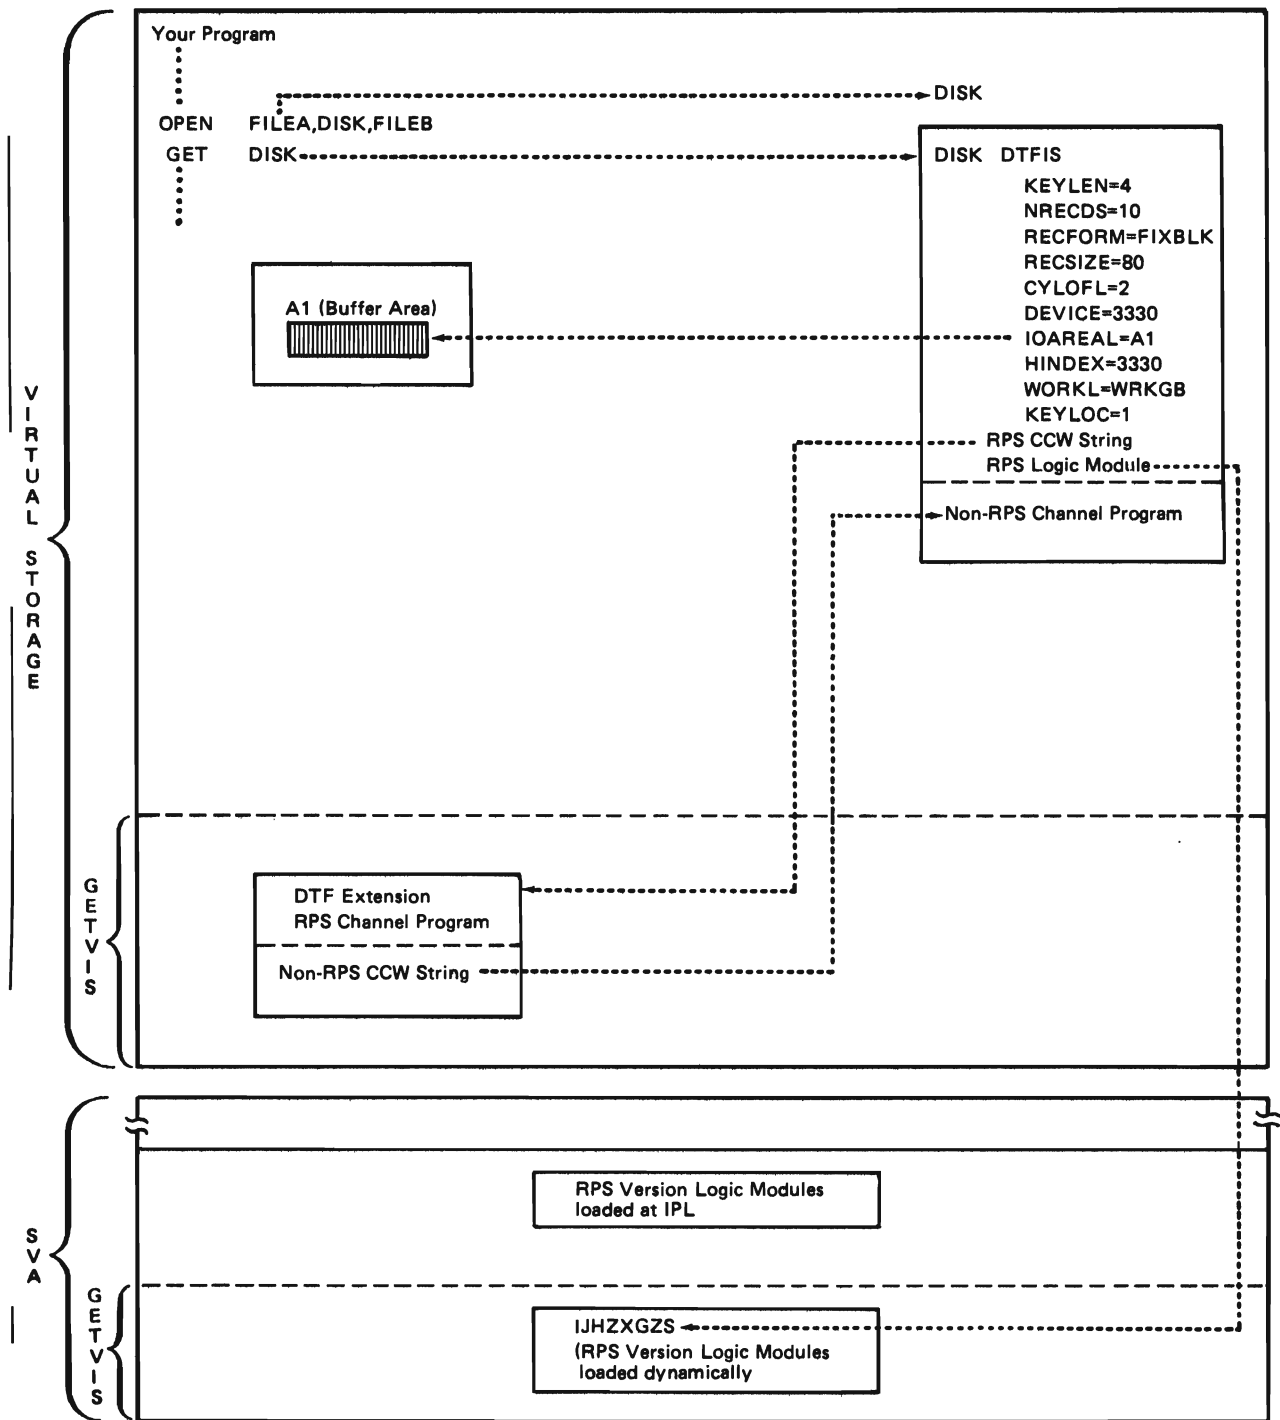 Your Program
DISK
OPEN FILEA,DISK,FILEB
GET DISK
DISK DTFIS
KEYLEN=4
NRECDS=10
RECFORM=FIXBLK
RECSIZE=80
CYLOFL=2
DEVICE=3330
IOAREAL=A1
HINDEX=3330
WORKL=WRKGB
KEYLOC=1
RPS CCW String
RPS Logic Module
Non-RPS Channel Program
A1 (Buffer Area)
VIRTUAL STORAGE
GETVIS
DTF Extension
RPS Channel Program
Non-RPS CCW String
SVA
RPS Version Logic Modules
loaded at IPL
GETVIS
IJHZXGZS
(RPS Version Logic Modules
loaded dynamically